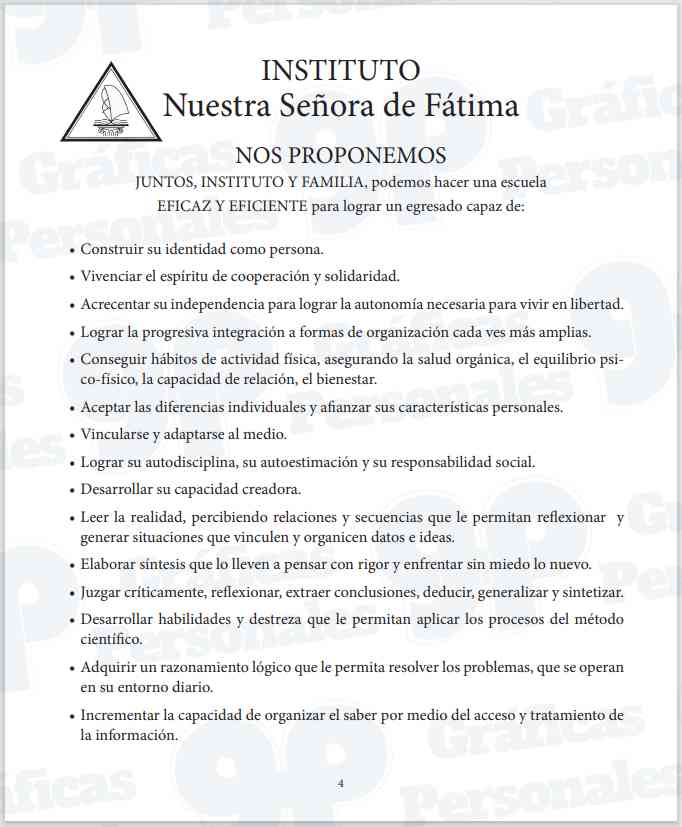 INSTITUTO
Nuestra Señora de Fátima
NOS PROPONEMOS
JUNTOS, INSTITUTO Y FAMILIA, podemos hacer una escuela
EFICAZ Y EFICIENTE para lograr un egresado capaz de:
• Construir su identidad como persona.
• Vivenciar el espíritu de cooperación y solidaridad.
• Acrecentar su independencia para lograr la autonomía necesaria para vivir en libertad.
• Lograr la progresiva integración a formas de organización cada ves más amplias.
• Conseguir hábitos de actividad física, asegurando la salud orgánica, el equilibrio psi-
co-físico, la capacidad de relación, el bienestar.
• Aceptar las diferencias individuales y afianzar sus características personales.
• Vincularse y adaptarse al medio.
• Lograr su autodisciplina, su autoestimación y su responsabilidad social.
• Desarrollar su capacidad creadora.
• Leer la realidad, percibiendo relaciones y secuencias que le permitan reflexionar y
generar situaciones que vinculen y organicen datos e ideas.
• Elaborar síntesis que lo lleven a pensar con rigor y enfrentar sin miedo lo nuevo.
• Juzgar críticamente, reflexionar, extraer conclusiones, deducir, generalizar y sintetizar.
• Desarrollar habilidades y destreza que le permitan aplicar los procesos del método
científico.
• Adquirir un razonamiento lógico que le permita resolver los problemas, que se operan
en su entorno diario.
• Incrementar la capacidad de organizar el saber por medio del acceso y tratamiento de
la información.
4
gp
Gráficas
Personales